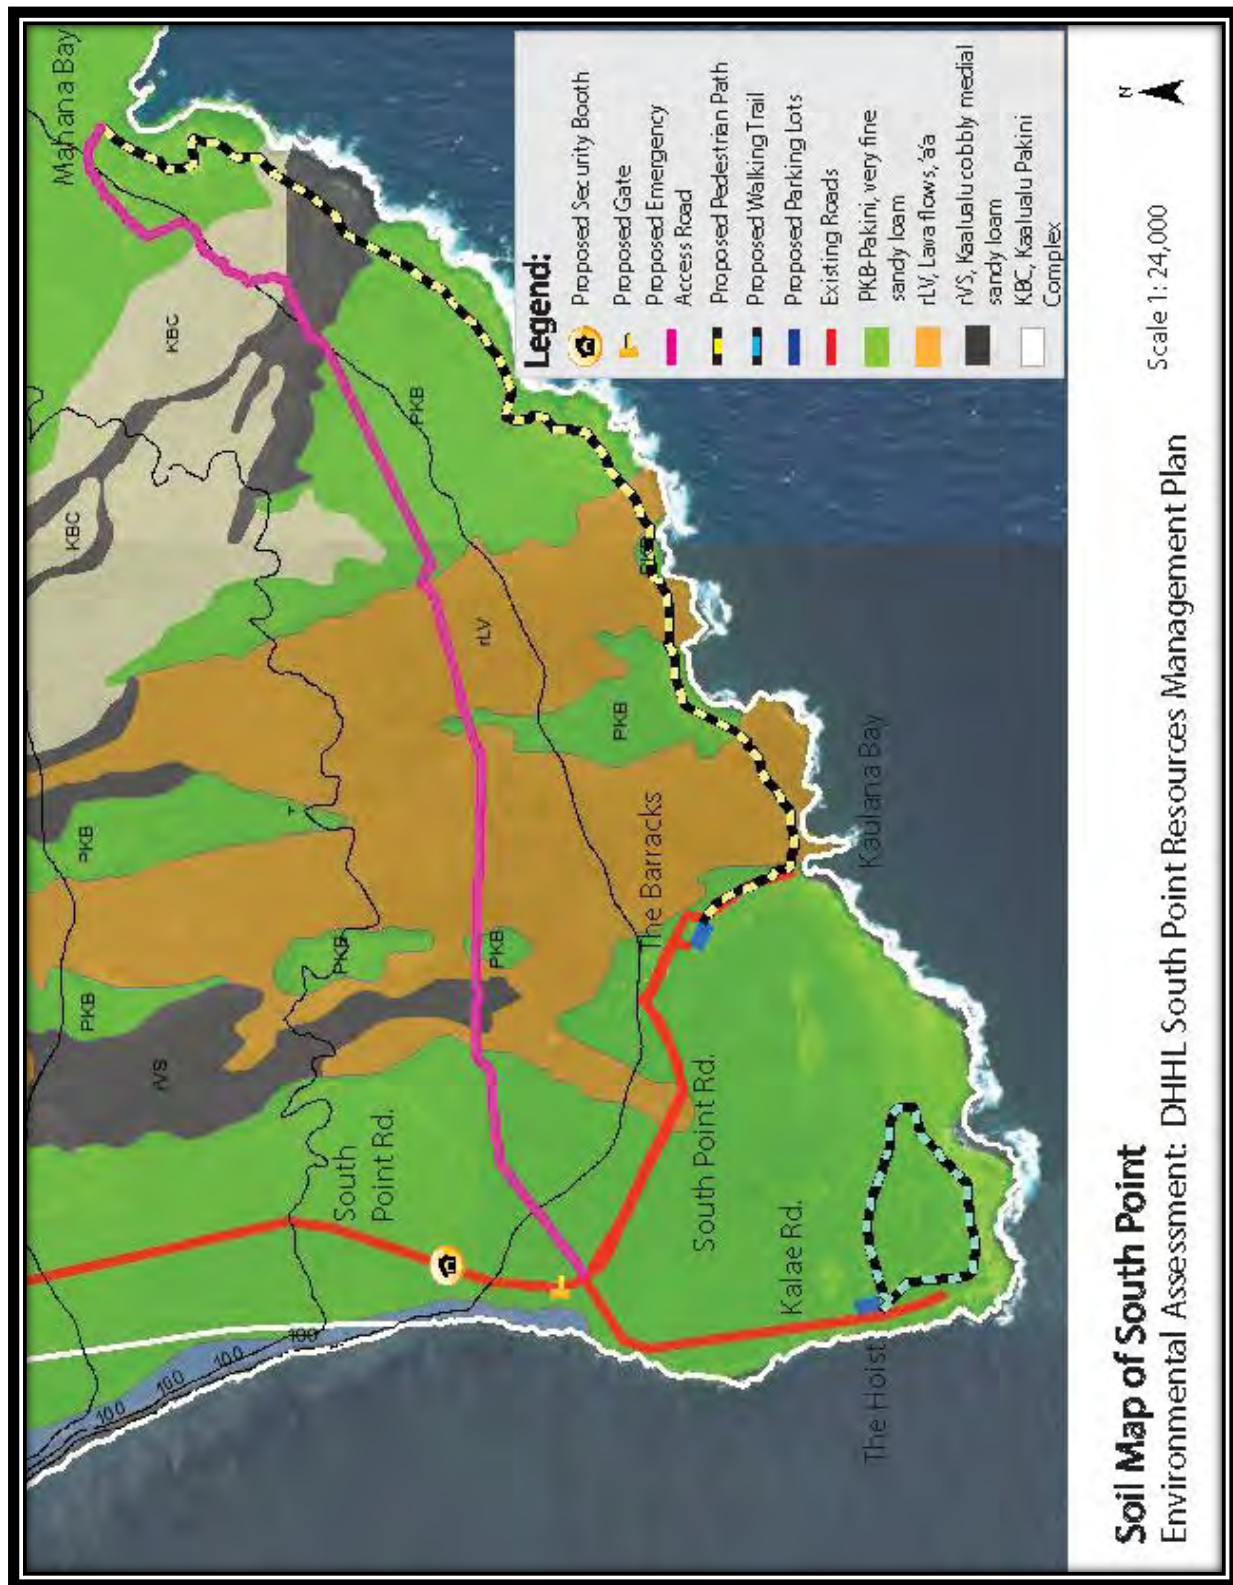 Mahana Bay
KBC
KBC
PKB
PKB
rLV
PKB
PKB
PKB
PKB
PKB
PKB
rVS
The Barracks
Kaulana Bay
South
Point Rd.
South Point Rd.
Kalae Rd.
The Hoist
100
100
100
100
Legend:
Proposed Security Booth
Proposed Gate
Proposed Emergency
Access Road
Proposed Pedestrian Path
Proposed Walking Trail
Proposed Parking Lots
Existing Roads
PKB-Pakini, very fine
sandy loam
rLV, Lava flows, 'a'a
rVS, Kaalualu cobbly medial
sandy loam
KBC, Kaalualu Pakini
Complex
N
Soil Map of South Point
Scale 1: 24,000
Environmental Assessment: DHHL South Point Resources Management Plan